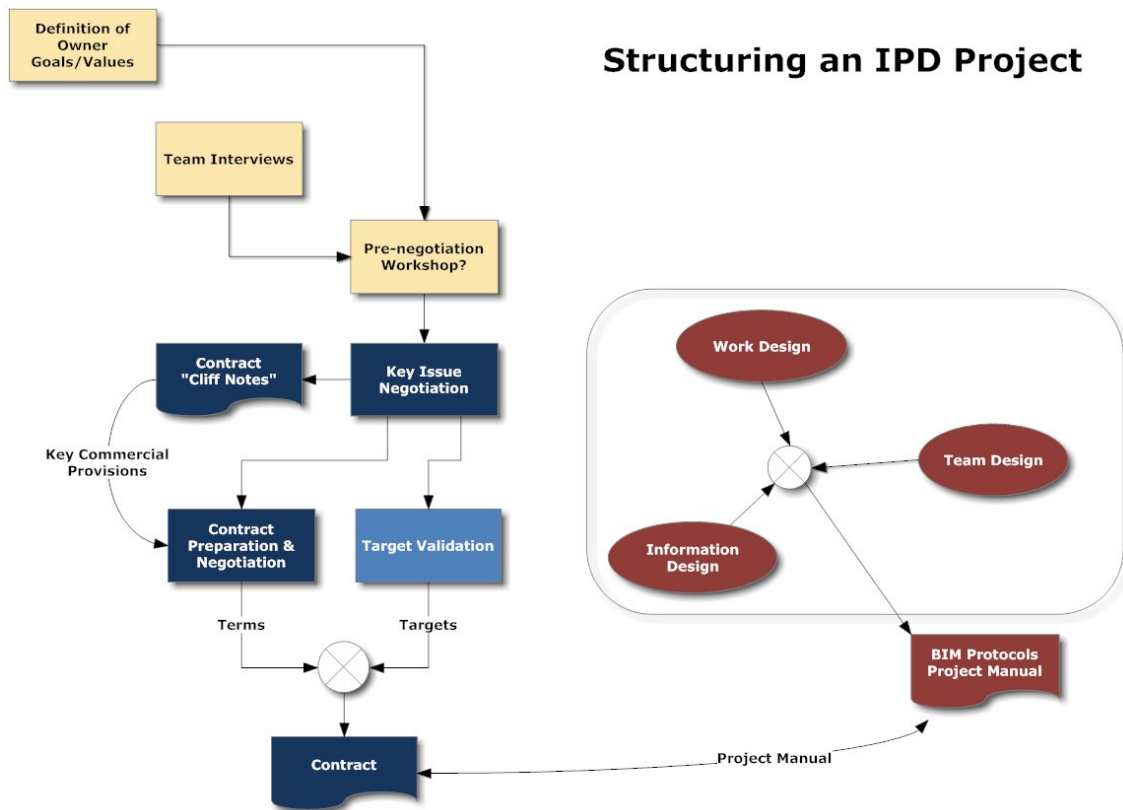 Structuring an IPD Project
Definition of
Owner
Goals/Values
Team Interviews
Pre-negotiation
Workshop?
Contract
"Cliff Notes"
Key Issue
Negotiation
Key Commercial
Provisions
Contract
Preparation &
Negotiation
Target Validation
Terms
Targets
Contract
Work Design
Team Design
Information
Design
BIM Protocols
Project Manual
Project Manual